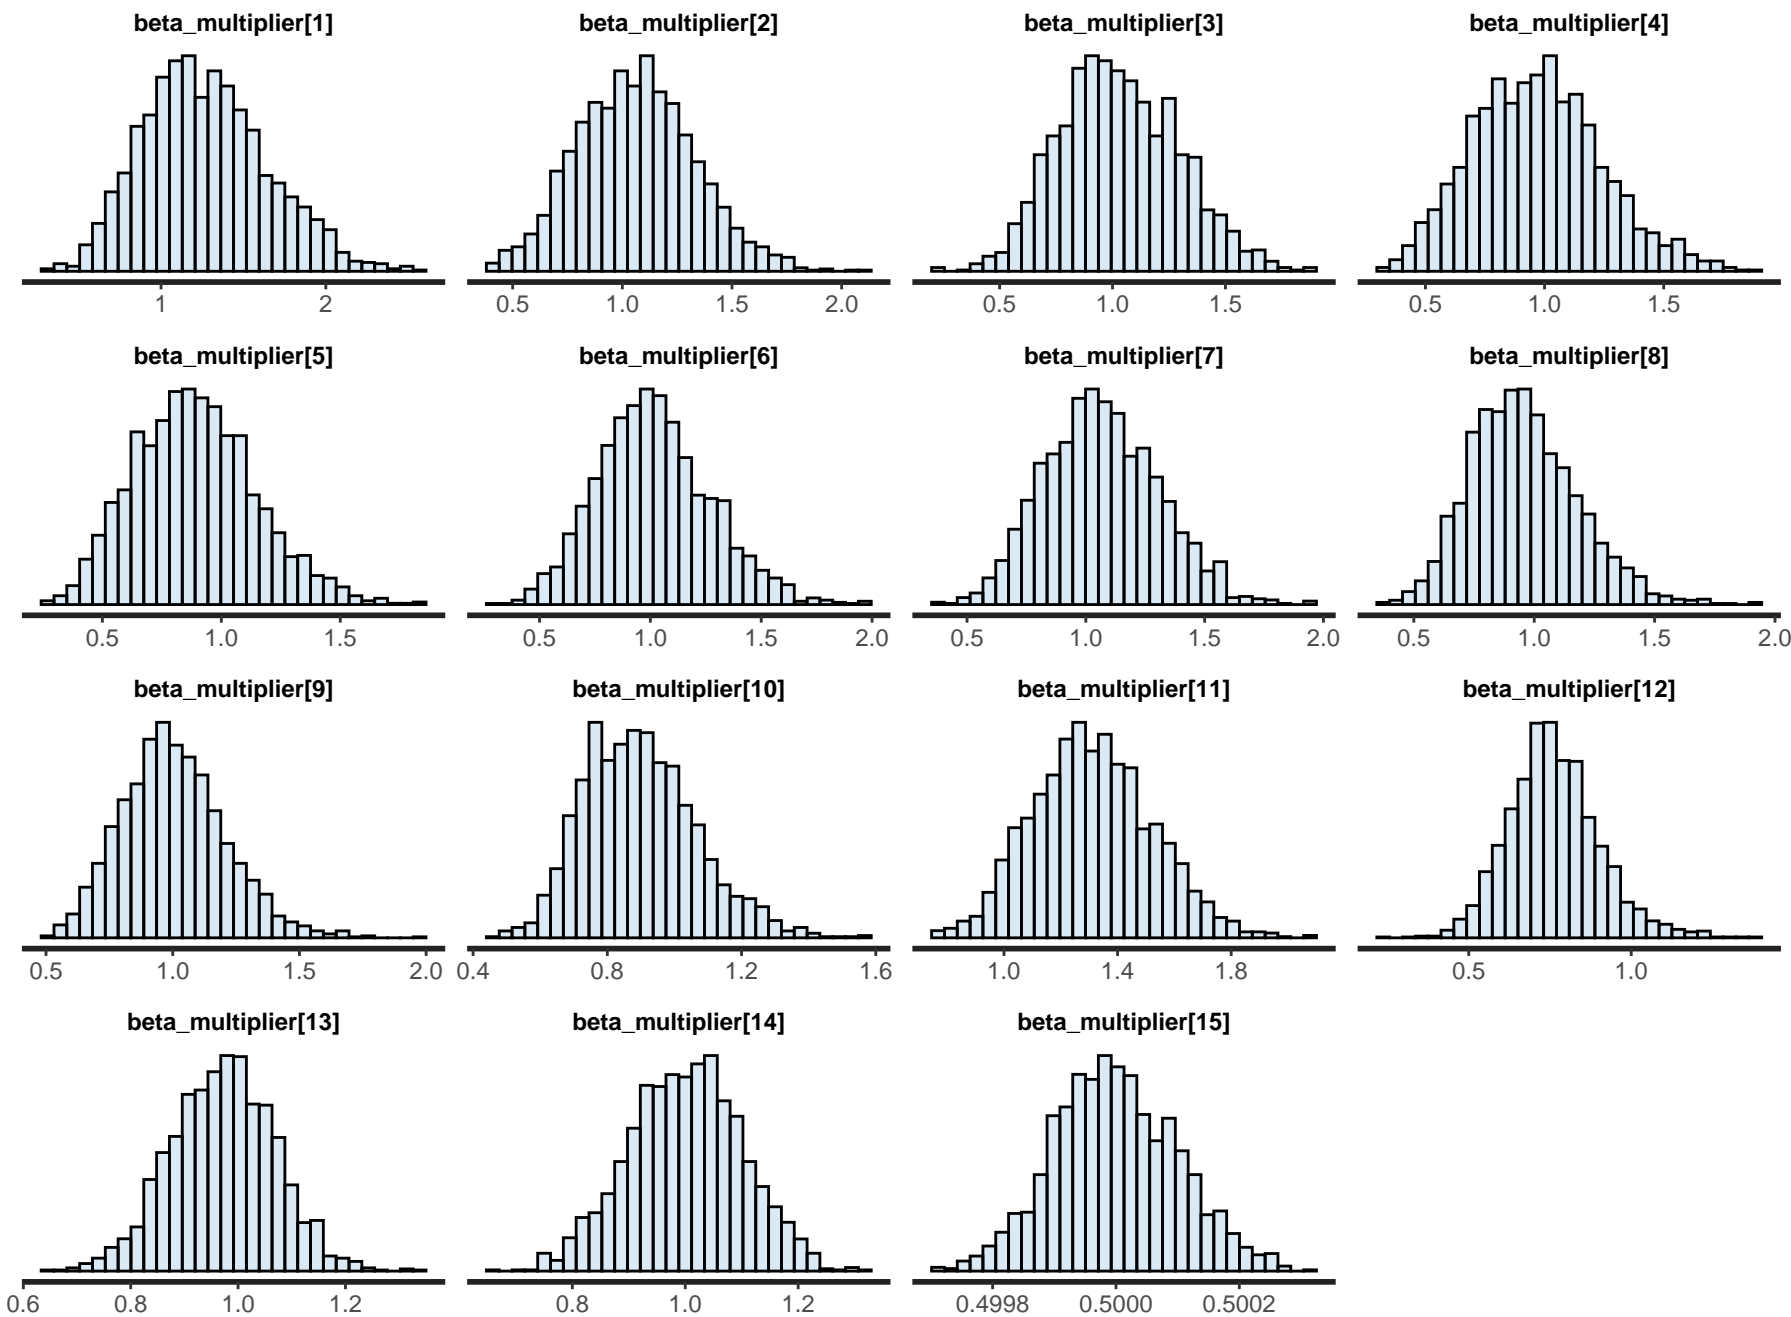 beta_multiplier[1] beta_multiplier[2] beta_multiplier[3] beta_multiplier[4]
1 2 0.5 1.0 1.5 2.0 0.5 1.0 1.5 0.5 1.0 1.5
beta_multiplier[5] beta_multiplier[6] beta_multiplier[7] beta_multiplier[8]
0.5 1.0 1.5 0.5 1.0 1.5 2.0 0.5 1.0 1.5 2.0 0.5 1.0 1.5 2.0
beta_multiplier[9] beta_multiplier[10] beta_multiplier[11] beta_multiplier[12]
0.5 1.0 1.5 2.0 0.4 0.8 1.2 1.6 1.0 1.4 1.8 0.5 1.0
beta_multiplier[13] beta_multiplier[14] beta_multiplier[15]
0.6 0.8 1.0 1.2 0.8 1.0 1.2 0.4998 0.5000 0.5002